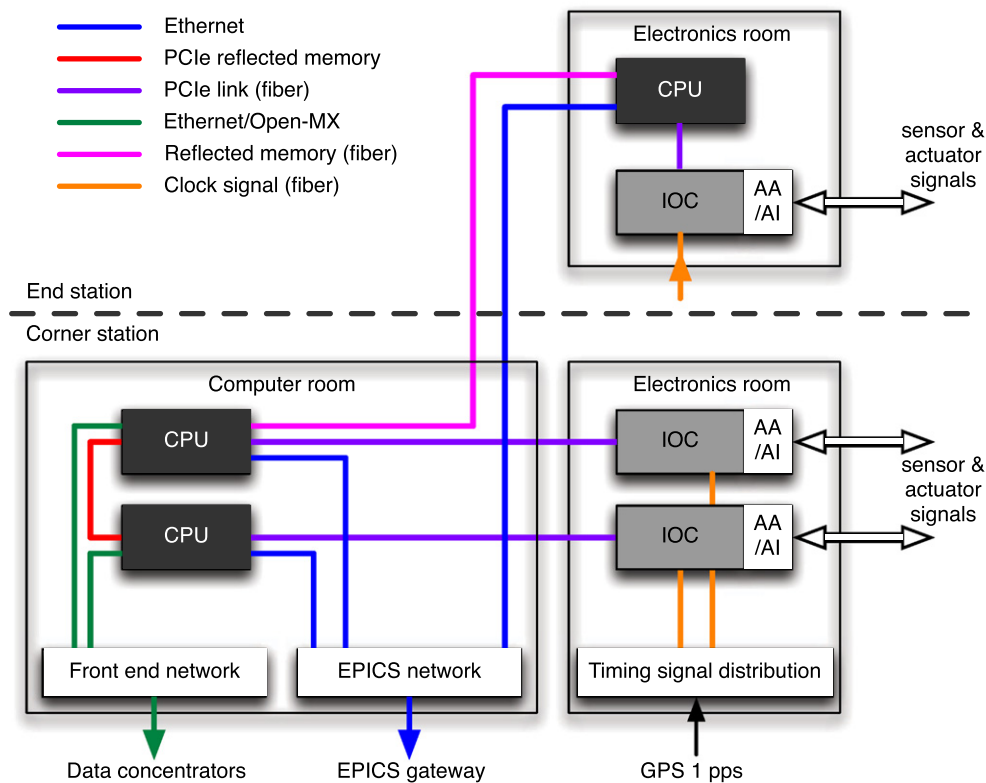 Ethernet
PCIe reflected memory
PCIe link (fiber)
Ethernet/Open-MX
Reflected memory (fiber)
Clock signal (fiber)
Electronics room
CPU
IOC
AA
/AI
sensor &
actuator
signals
End station
Corner station
Computer room
CPU
CPU
Front end network
EPICS network
Electronics room
IOC
AA
/AI
IOC
AA
/AI
sensor &
actuator
signals
Timing signal distribution
Data concentrators
EPICS gateway
GPS 1 pps